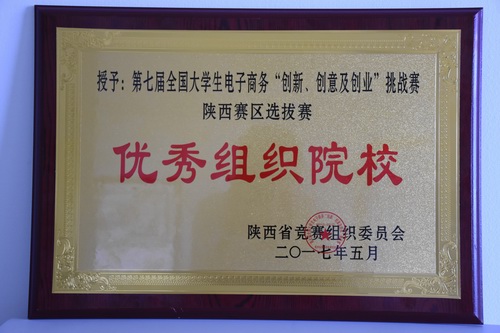 授予：第七届全国大学生电子商务“创新、创意及创业”挑战赛
陕西赛区选拔赛
优秀组织院校
陕西省竞赛组织委员会
二〇一七年五月